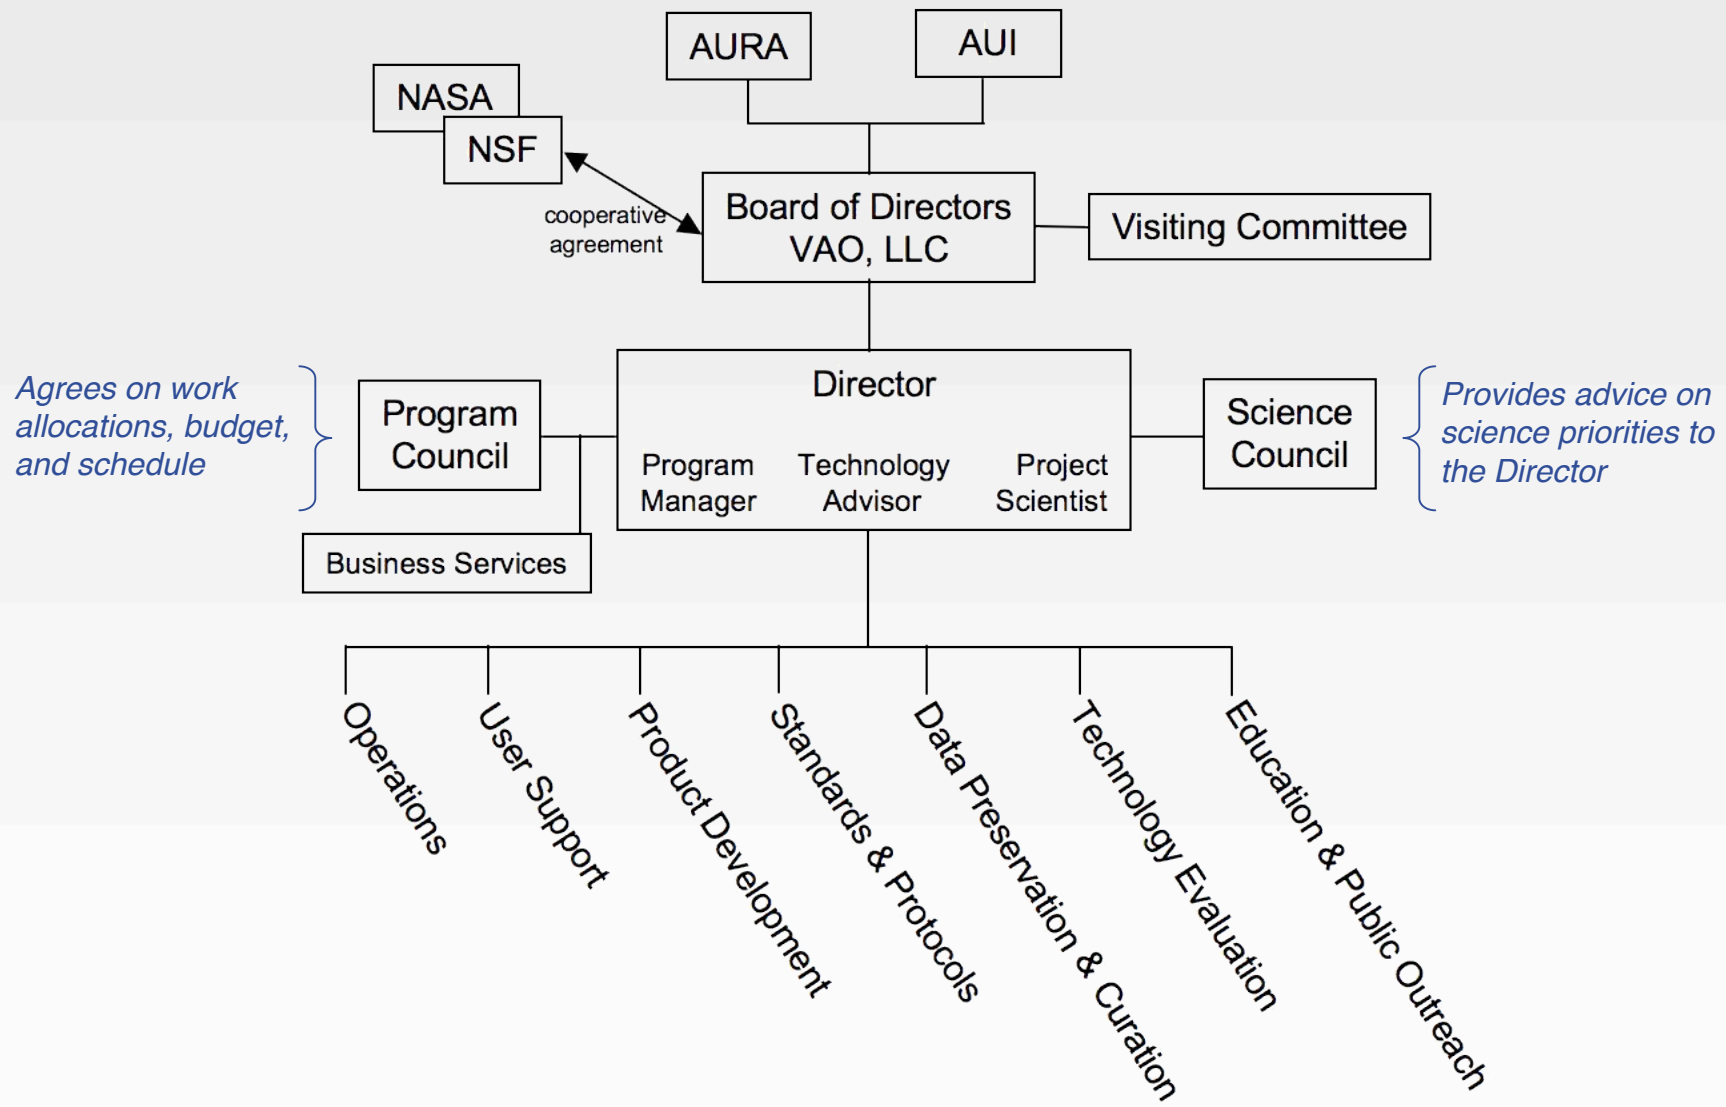 AURA
AUI
NASA
NSF
cooperative
agreement
Board of Directors
VAO, LLC
Visiting Committee
Agrees on work
allocations, budget,
and schedule
Program
Council
Director
Program
Manager
Technology
Advisor
Project
Scientist
Science
Council
Provides advice on
science priorities to
the Director
Business Services
Operations
User Support
Product Development
Standards & Protocols
Data Preservation & Curation
Technology Evaluation
Education & Public Outreach